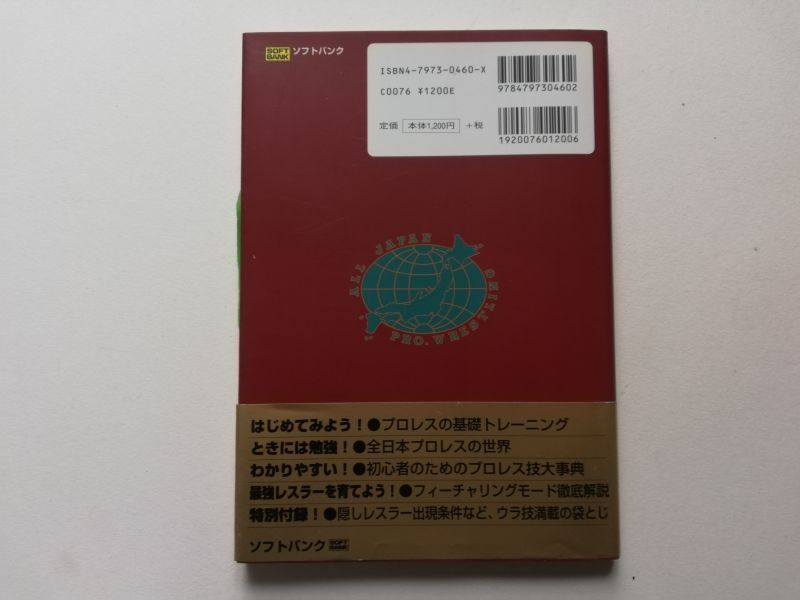 SOFT BANK ソフトバンク
ISBN4-7973-0460-X
C0076 ¥1200E
定価 本体1,200円 +税
9784797304602
1920076012006
ALL JAPAN
PRO.WRESTLING
はじめてみよう!●プロレスの基礎トレーニング
ときには勉強!●全日本プロレスの世界
わかりやすい!●初心者のためのプロレス技大事典
最強レスラーを育てよう!●フィーチャリングモード徹底解説
特別付録!●隠しレスラー出現条件など、ウラ技満載の袋とじ
ソフトバンク SOFT BANK